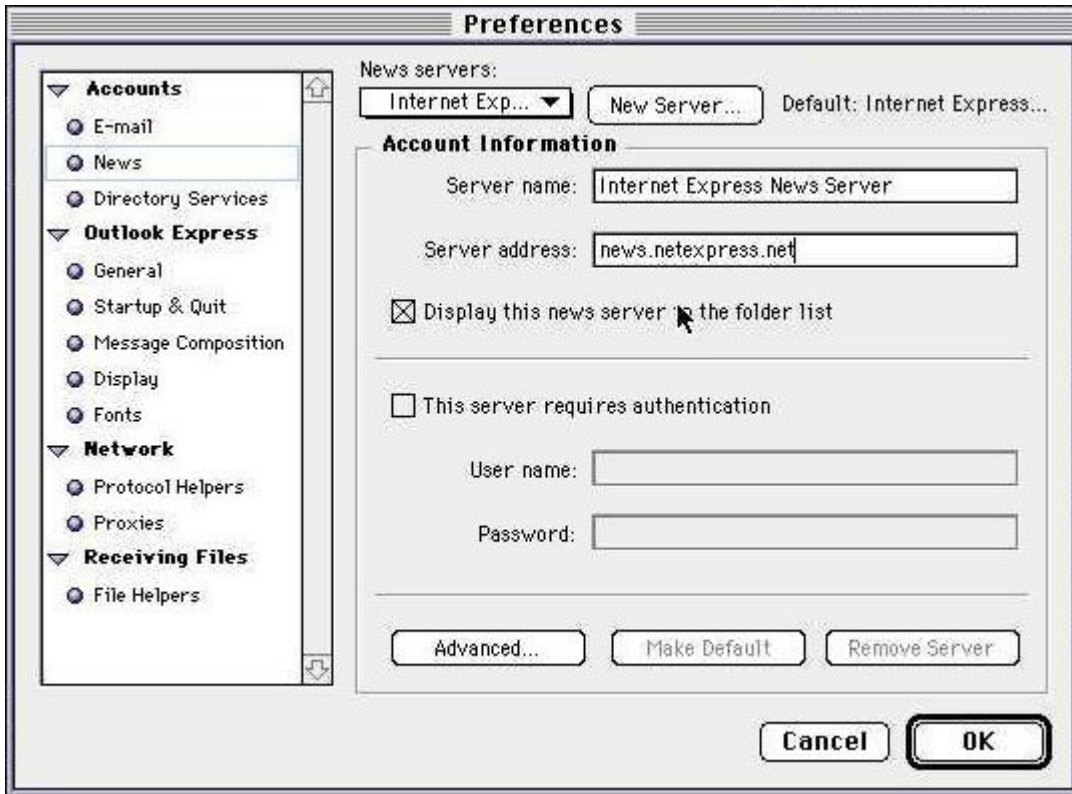 Preferences
Accounts
E-mail
News
Directory Services
Outlook Express
General
Startup & Quit
Message Composition
Display
Fonts
Network
Protocol Helpers
Proxies
Receiving Files
File Helpers
News servers:
Internet Exp... New Server... Default: Internet Express...
Account Information
Server name: Internet Express News Server
Server address: news.netexpress.net
Display this news server the folder list
This server requires authentication
User name:
Password:
Advanced... Make Default Remove Server
Cancel OK